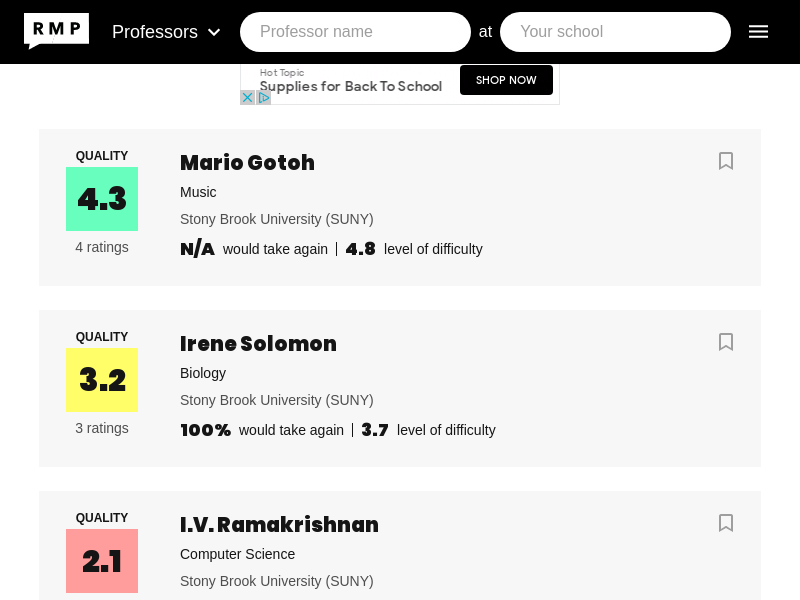 RMP Professors Professor name at Your school
Hot Topic
Supplies for Back To School
SHOP NOW
QUALITY
4.3
4 ratings
Mario Gotoh
Music
Stony Brook University (SUNY)
N/A would take again 4.8 level of difficulty
QUALITY
3.2
3 ratings
Irene Solomon
Biology
Stony Brook University (SUNY)
100% would take again 3.7 level of difficulty
QUALITY
2.1
I.V. Ramakrishnan
Computer Science
Stony Brook University (SUNY)